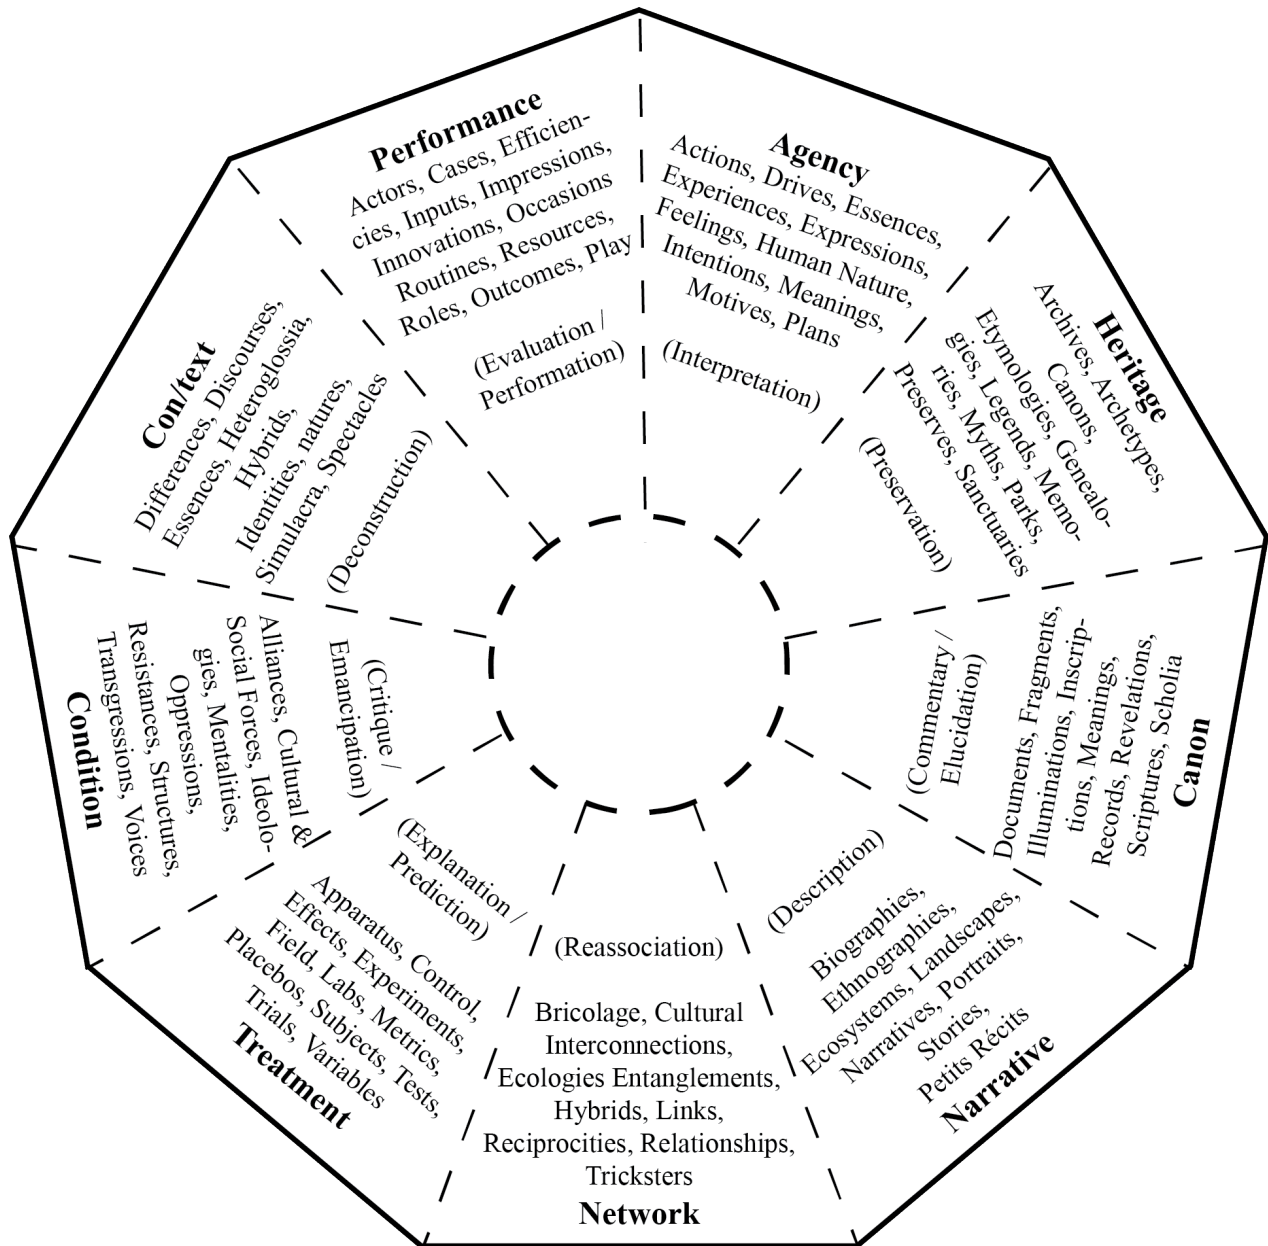 Performance
Actors, Cases, Efficien-
cies, Inputs, Impressions,
Innovations, Occasions
Routines, Resources,
Roles, Outcomes, Play
(Evaluation /
Performation)
Agency
Actions, Drives, Essences,
Experiences, Expressions,
Feelings, Human Nature,
Intentions, Meanings,
Motives, Plans
(Interpretation)
Heritage
Archives, Archetypes,
Canons,
Etymologies, Genealo-
gies, Legends, Memo-
ries, Myths, Parks,
Preserves, Sanctuaries
(Preservation)
(Commentary /
Elucidation)
Documents, Fragments,
Illuminations, Inscrip-
tions, Meanings,
Records, Revelations,
Scriptures, Scholia
Canon
(Description)
Biographies,
Ethnographies,
Ecosystems, Landscapes,
Narratives, Portraits,
Stories,
Petits Récits
Narrative
(Reassociation)
Bricolage, Cultural
Interconnections,
Ecologies Entanglements,
Hybrids, Links,
Reciprocities, Relationships,
Tricksters
Network
(Explanation /
Prediction)
Apparatus, Control,
Effects, Experiments,
Field, Labs, Metrics,
Placebos, Subjects, Tests,
Trials, Variables
Treatment
(Critique /
Emancipation)
Alliances, Cultural &
Social Forces, Ideolo-
gies, Mentalities,
Oppressions,
Resistances, Structures,
Transgressions, Voices
Condition
Con/text
Differences, Discourses,
Essences, Heteroglossia,
Hybrids,
Identities, natures,
Simulacra, Spectacles
(Deconstruction)